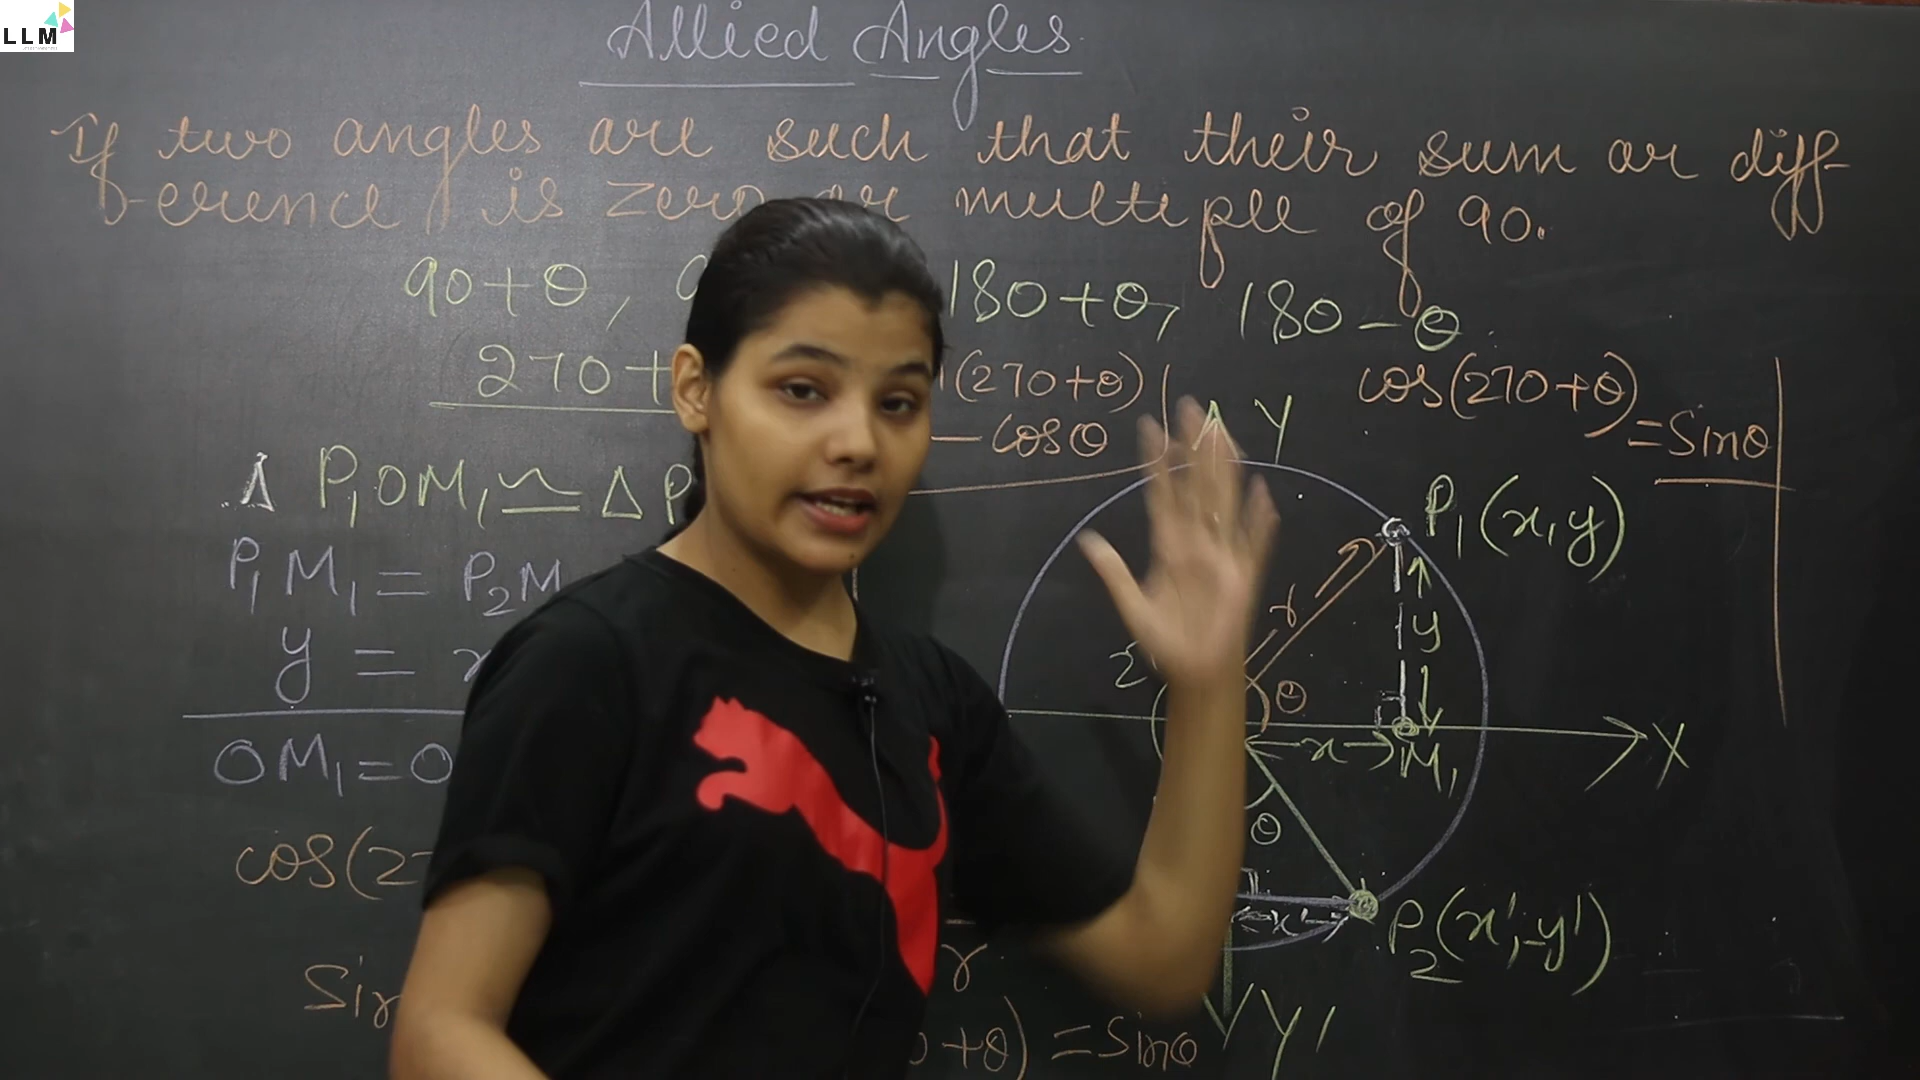 LLM
Allied Angles
If two angles are such that their sum or diff-
erence is zero or multiple of 90.
90+θ, 180+θ, 180-θ
270+ (270+θ) cos(270+θ)
-cosθ =Sinθ
Y
Δ P₁OM₁ ≅ Δ P
P₁(x,y)
P₁M₁ = P₂M
r
y
y =
θ
OM₁=O
x M₁ X
θ
cos(2
x'
P₂(x',-y')
r
Y'
+θ) =Sinθ